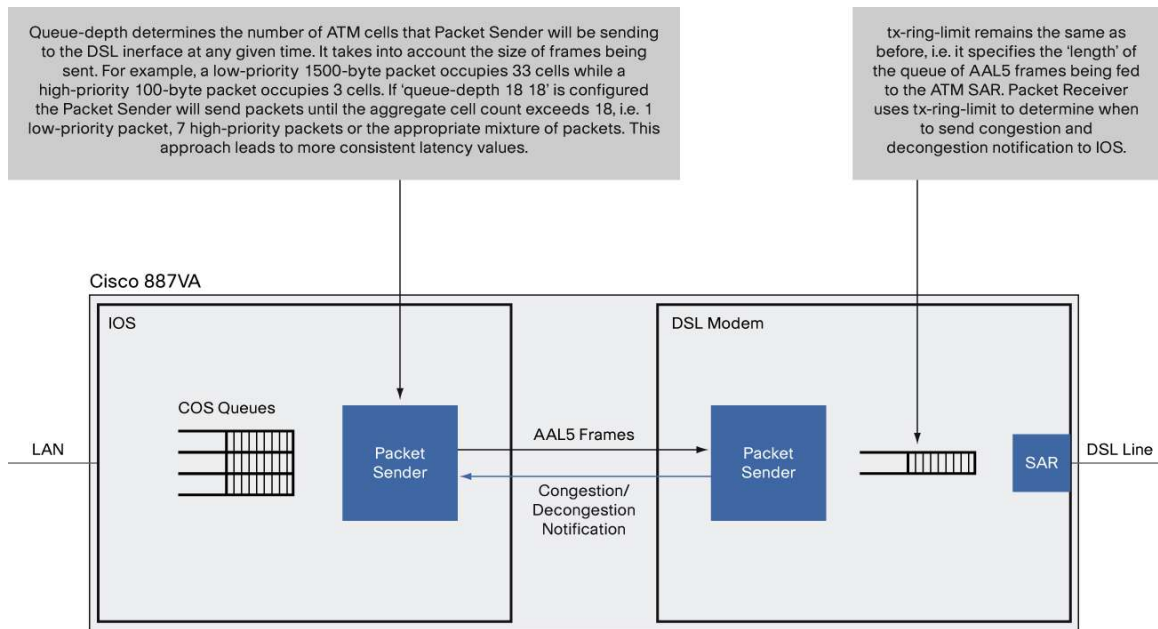 Queue-depth determines the number of ATM cells that Packet Sender will be sending
to the DSL inerface at any given time. It takes into account the size of frames being
sent. For example, a low-priority 1500-byte packet occupies 33 cells while a
high-priority 100-byte packet occupies 3 cells. If ‘queue-depth 18 18’ is configured
the Packet Sender will send packets until the aggregate cell count exceeds 18, i.e. 1
low-priority packet, 7 high-priority packets or the appropriate mixture of packets. This
approach leads to more consistent latency values.
tx-ring-limit remains the same as
before, i.e. it specifies the ‘length’ of
the queue of AAL5 frames being fed
to the ATM SAR. Packet Receiver
uses tx-ring-limit to determine when
to send congestion and
decongestion notification to IOS.
Cisco 887VA
IOS
DSL Modem
COS Queues
LAN
Packet
Sender
AAL5 Frames
Congestion/
Decongestion
Notification
Packet
Sender
SAR
DSL Line